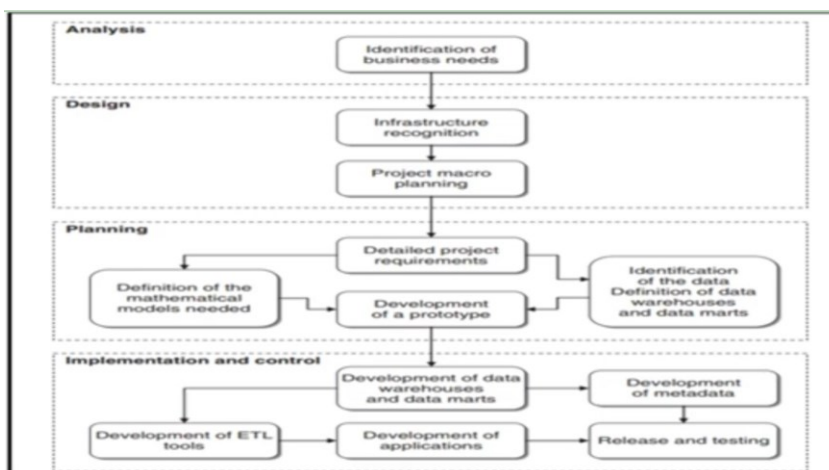 Analysis
Identification of
business needs
Design
Infrastructure
recognition
Project macro
planning
Planning
Detailed project
requirements
Definition of the
mathematical
models needed
Development
of a prototype
Identification
of the data
Definition of data
warehouses
and data marts
Implementation and control
Development of data
warehouses
and data marts
Development
of metadata
Development of ETL
tools
Development of
applications
Release and testing